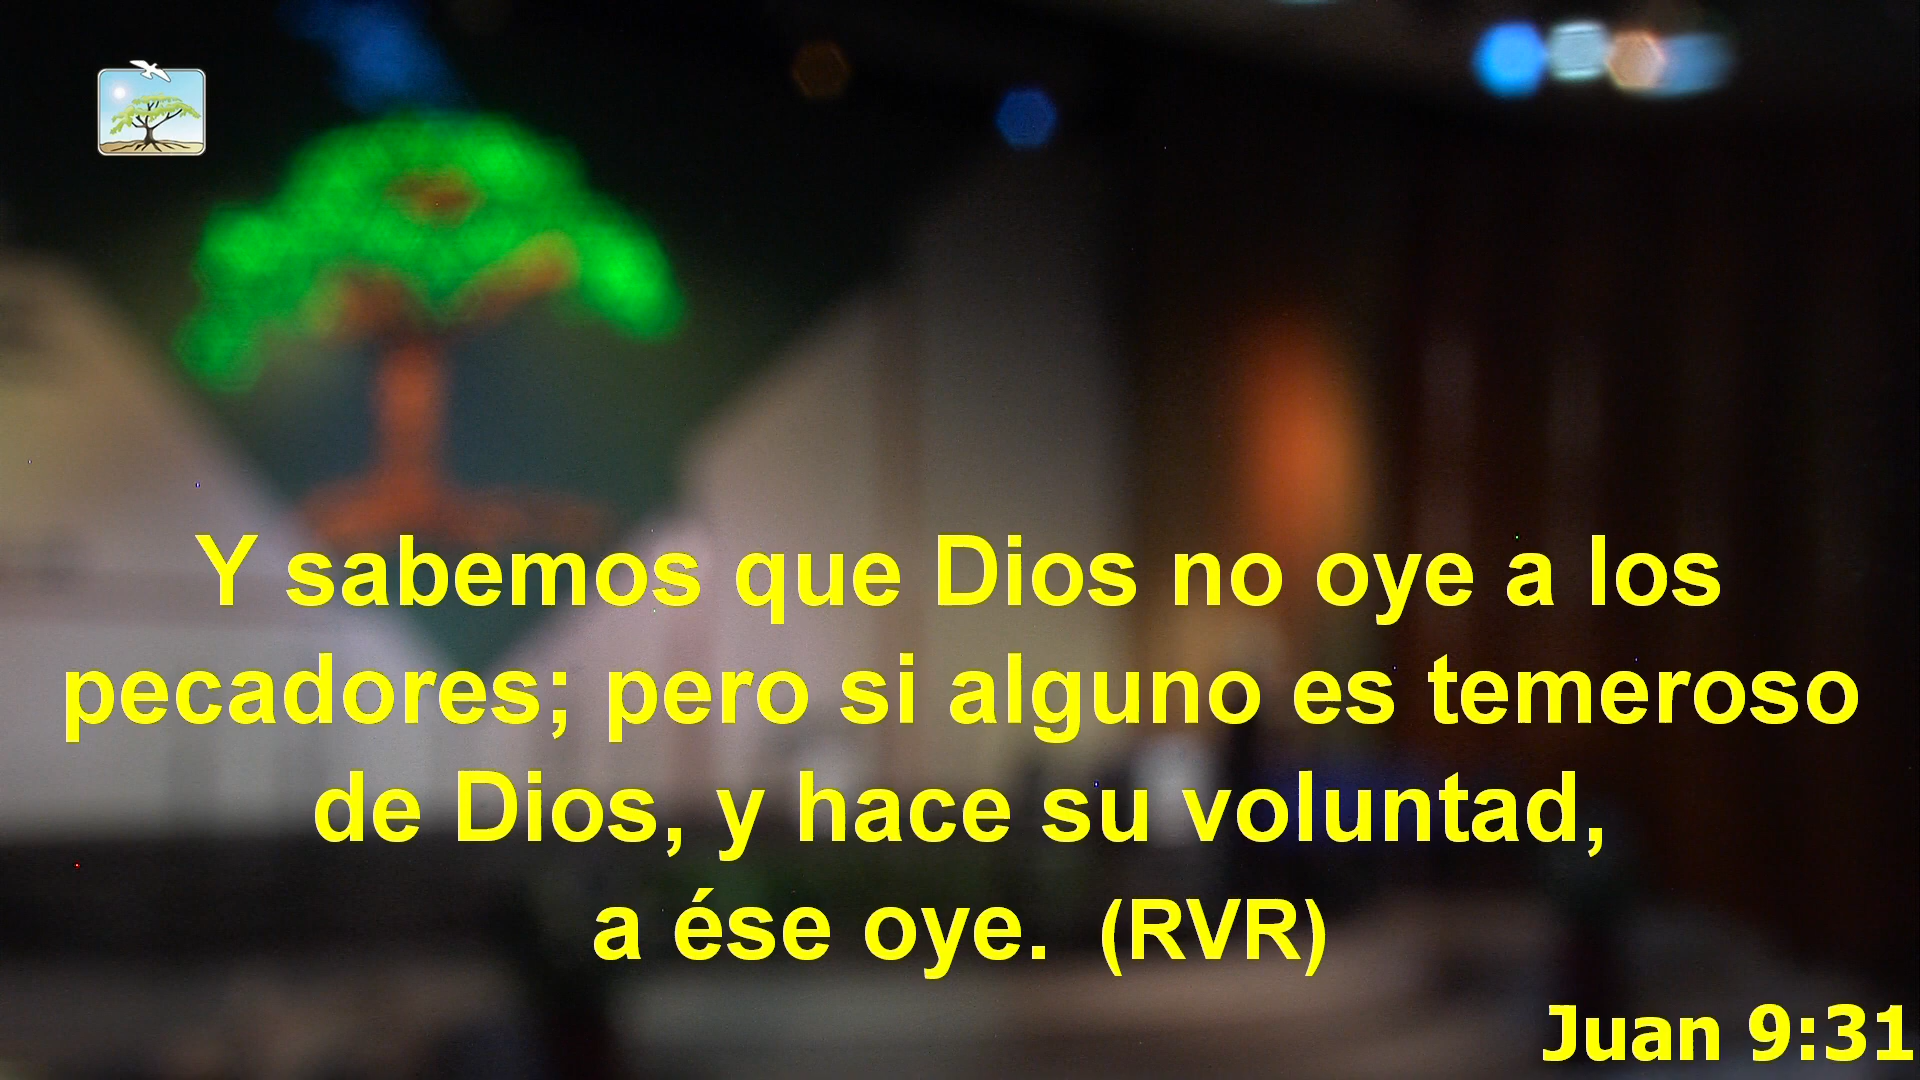 Y sabemos que Dios no oye a los
pecadores; pero si alguno es temeroso
de Dios, y hace su voluntad,
a ése oye.  (RVR)
Juan 9:31